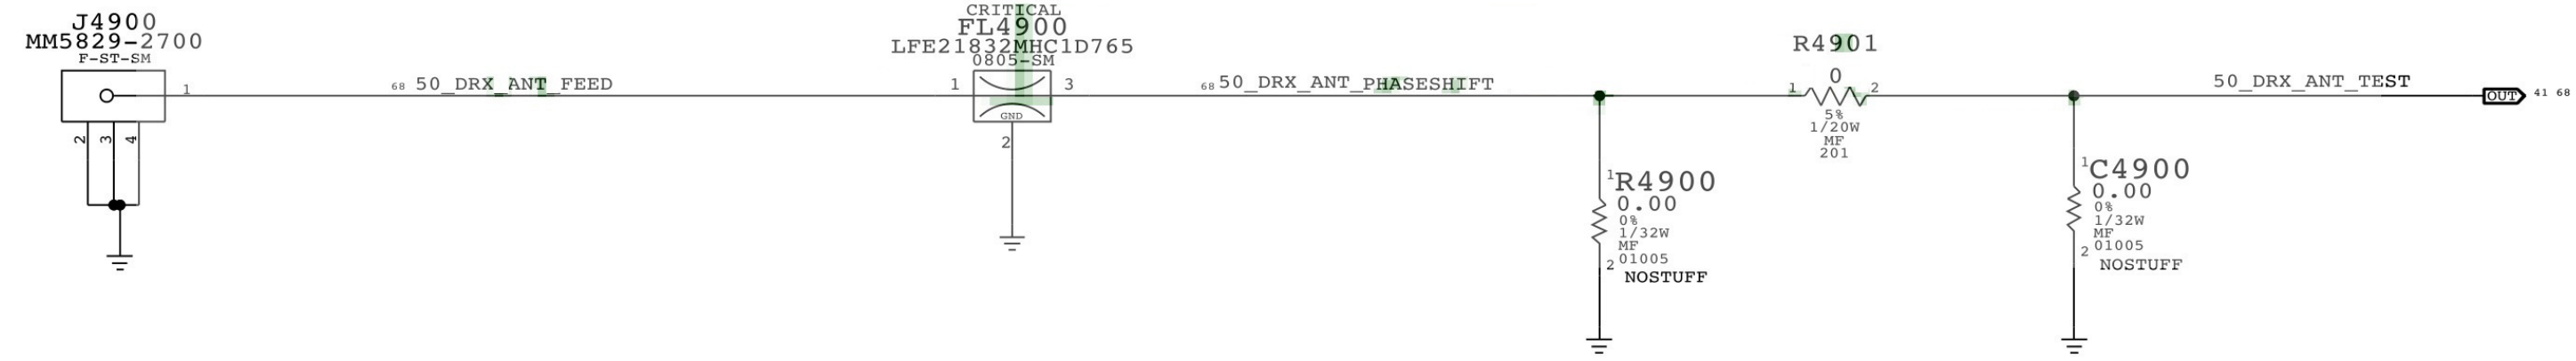 J4900
MM5829-2700
F-ST-SM
1
2
3
4
68 50_DRX_ANT_FEED
CRITICAL
FL4900
LFE21832MHC1D765
0805-SM
1
3
GND
2
68 50_DRX_ANT_PHASESHIFT
R4901
0
1
2
5%
1/20W
MF
201
1
R4900
0.00
0%
1/32W
MF
01005
2
NOSTUFF
1
C4900
0.00
0%
1/32W
MF
01005
2
NOSTUFF
50_DRX_ANT_TEST
OUT
41 68